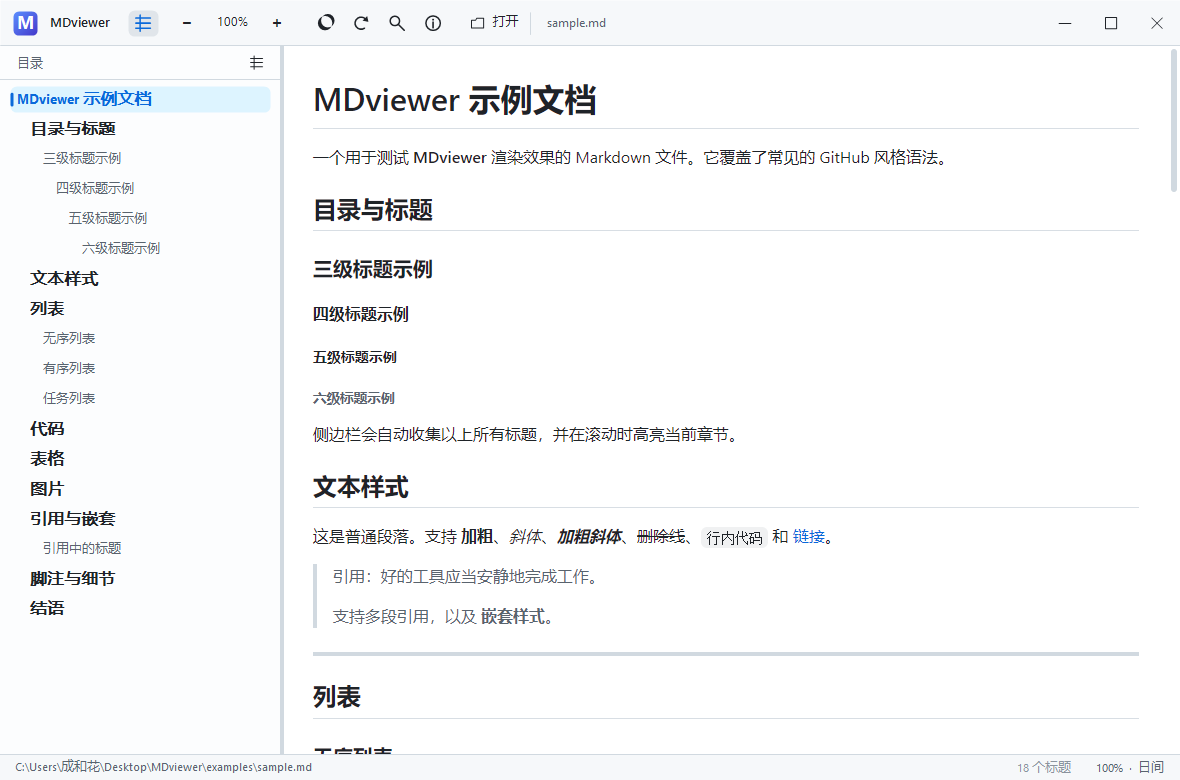 M MDviewer − 100% + 打开 sample.md
目录
MDviewer 示例文档
目录与标题
三级标题示例
四级标题示例
五级标题示例
六级标题示例
文本样式
列表
无序列表
有序列表
任务列表
代码
表格
图片
引用与嵌套
引用中的标题
脚注与细节
结语
MDviewer 示例文档
一个用于测试 MDviewer 渲染效果的 Markdown 文件。它覆盖了常见的 GitHub 风格语法。
目录与标题
三级标题示例
四级标题示例
五级标题示例
六级标题示例
侧边栏会自动收集以上所有标题，并在滚动时高亮当前章节。
文本样式
这是普通段落。支持 加粗、斜体、加粗斜体、删除线、 行内代码 和 链接。
引用：好的工具应当安静地完成工作。
支持多段引用，以及 嵌套样式。
列表
无序列表
C:\Users\成和花\Desktop\MDviewer\examples\sample.md 18 个标题 100% · 日间